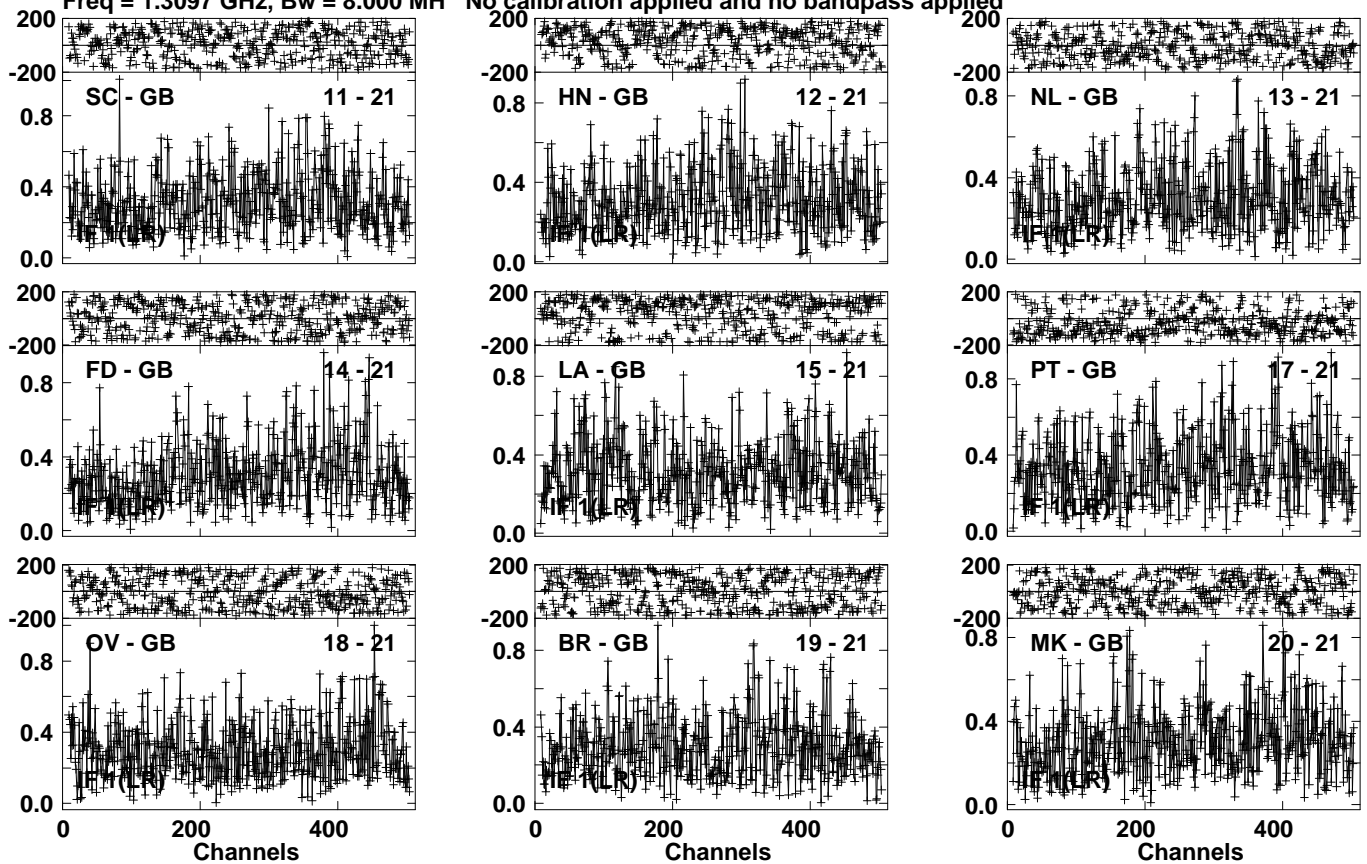 Freq = 1.3097 GHz, Bw = 8.000 MH No calibration applied and no bandpass applied
200
-200
SC - GB 11 - 21
0.8
0.4
0.0
IF 1(LR)
HN - GB 12 - 21
0.8
0.4
0.0
IF 1(LR)
NL - GB 13 - 21
0.8
0.4
0.0
IF 1(LR)
200
-200
FD - GB 14 - 21
0.8
0.4
0.0
IF 1(LR)
LA - GB 15 - 21
0.8
0.4
0.0
IF 1(LR)
PT - GB 17 - 21
0.8
0.4
0.0
IF 1(LR)
200
-200
OV - GB 18 - 21
0.8
0.4
0.0
IF 1(LR)
0 200 400
Channels
200
-200
BR - GB 19 - 21
0.8
0.4
0.0
IF 1(LR)
0 200 400
Channels
200
-200
MK - GB 20 - 21
0.8
0.4
0.0
IF 1(LR)
0 200 400
Channels